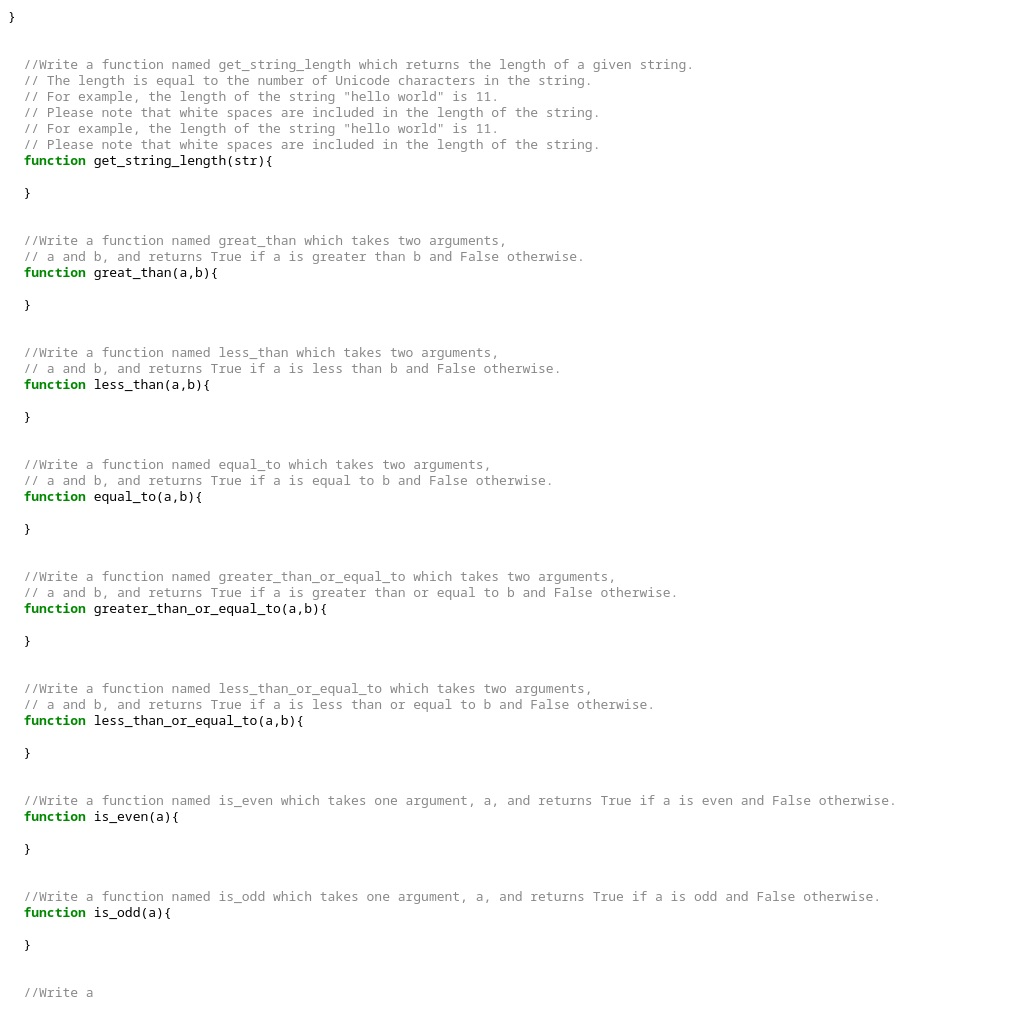 }
//Write a function named get_string_length which returns the length of a given string.
// The length is equal to the number of Unicode characters in the string.
// For example, the length of the string "hello world" is 11.
// Please note that white spaces are included in the length of the string.
// For example, the length of the string "hello world" is 11.
// Please note that white spaces are included in the length of the string.
function get_string_length(str){
}
//Write a function named great_than which takes two arguments,
// a and b, and returns True if a is greater than b and False otherwise.
function great_than(a,b){
}
//Write a function named less_than which takes two arguments,
// a and b, and returns True if a is less than b and False otherwise.
function less_than(a,b){
}
//Write a function named equal_to which takes two arguments,
// a and b, and returns True if a is equal to b and False otherwise.
function equal_to(a,b){
}
//Write a function named greater_than_or_equal_to which takes two arguments,
// a and b, and returns True if a is greater than or equal to b and False otherwise.
function greater_than_or_equal_to(a,b){
}
//Write a function named less_than_or_equal_to which takes two arguments,
// a and b, and returns True if a is less than or equal to b and False otherwise.
function less_than_or_equal_to(a,b){
}
//Write a function named is_even which takes one argument, a, and returns True if a is even and False otherwise.
function is_even(a){
}
//Write a function named is_odd which takes one argument, a, and returns True if a is odd and False otherwise.
function is_odd(a){
}
//Write a